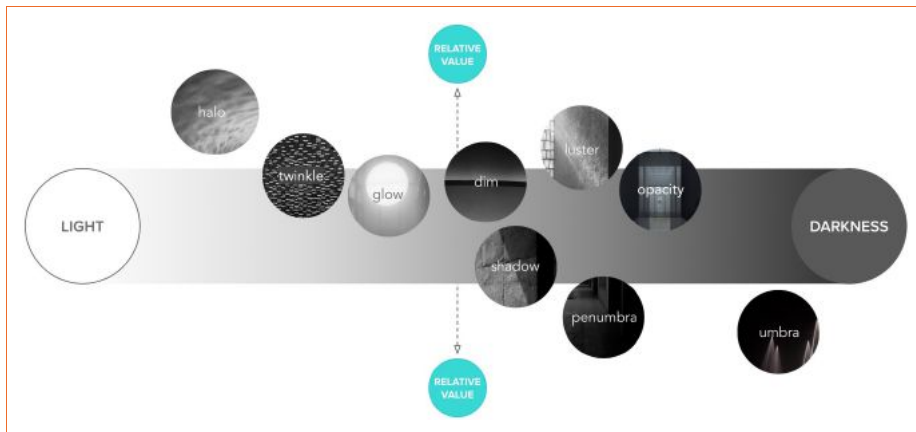 RELATIVE
VALUE
halo
luster
twinkle
dim
glow
opacity
LIGHT
DARKNESS
shadow
penumbra
umbra
RELATIVE
VALUE